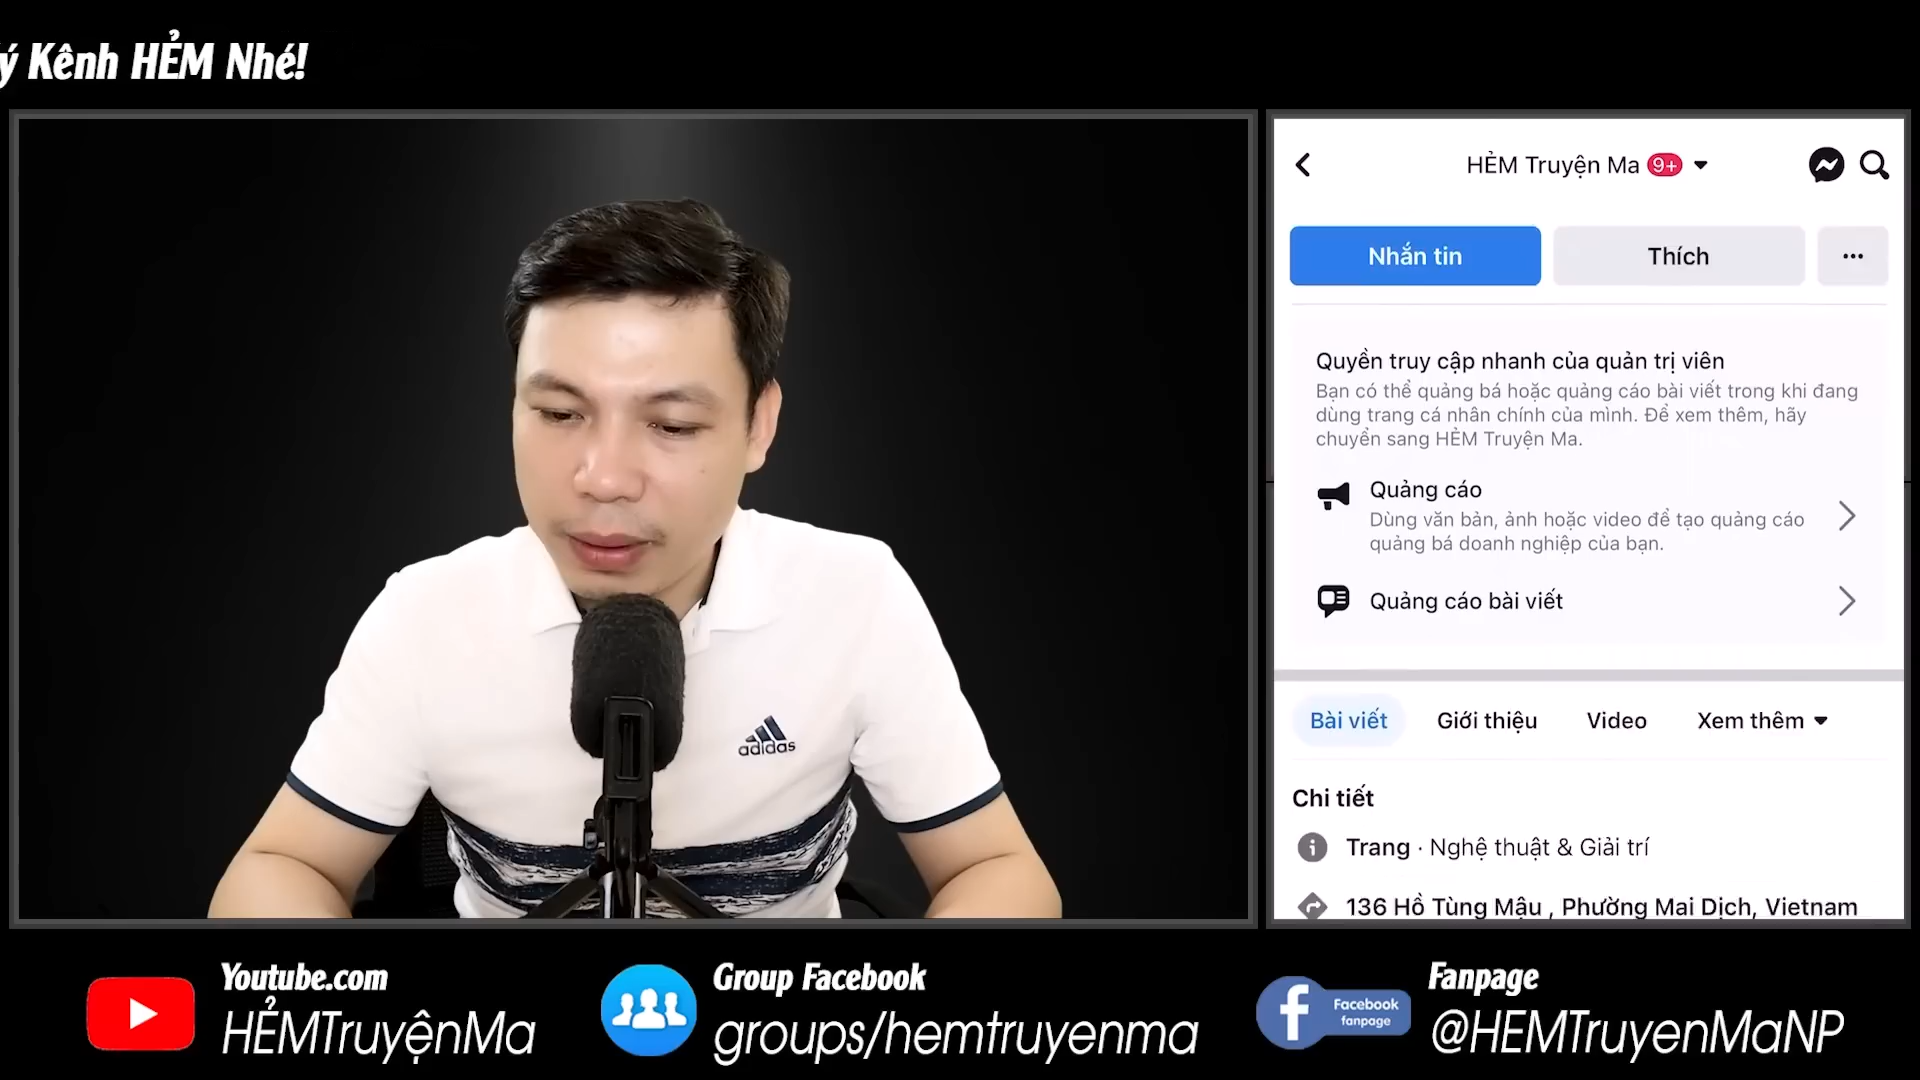 ý Kênh HẺM Nhé!
HẺM Truyện Ma 9+
Nhắn tin
Thích
Quyền truy cập nhanh của quản trị viên
Bạn có thể quảng bá hoặc quảng cáo bài viết trong khi đang
dùng trang cá nhân chính của mình. Để xem thêm, hãy
chuyển sang HẺM Truyện Ma.
Quảng cáo
Dùng văn bản, ảnh hoặc video để tạo quảng cáo
quảng bá doanh nghiệp của bạn.
Quảng cáo bài viết
Bài viết
Giới thiệu
Video
Xem thêm
Chi tiết
Trang · Nghệ thuật & Giải trí
136 Hồ Tùng Mậu , Phường Mai Dịch, Vietnam
adidas
Youtube.com
HẺMTruyệnMa
Group Facebook
groups/hemtruyenma
Facebook
fanpage
Fanpage
@HEMTruyenMaNP